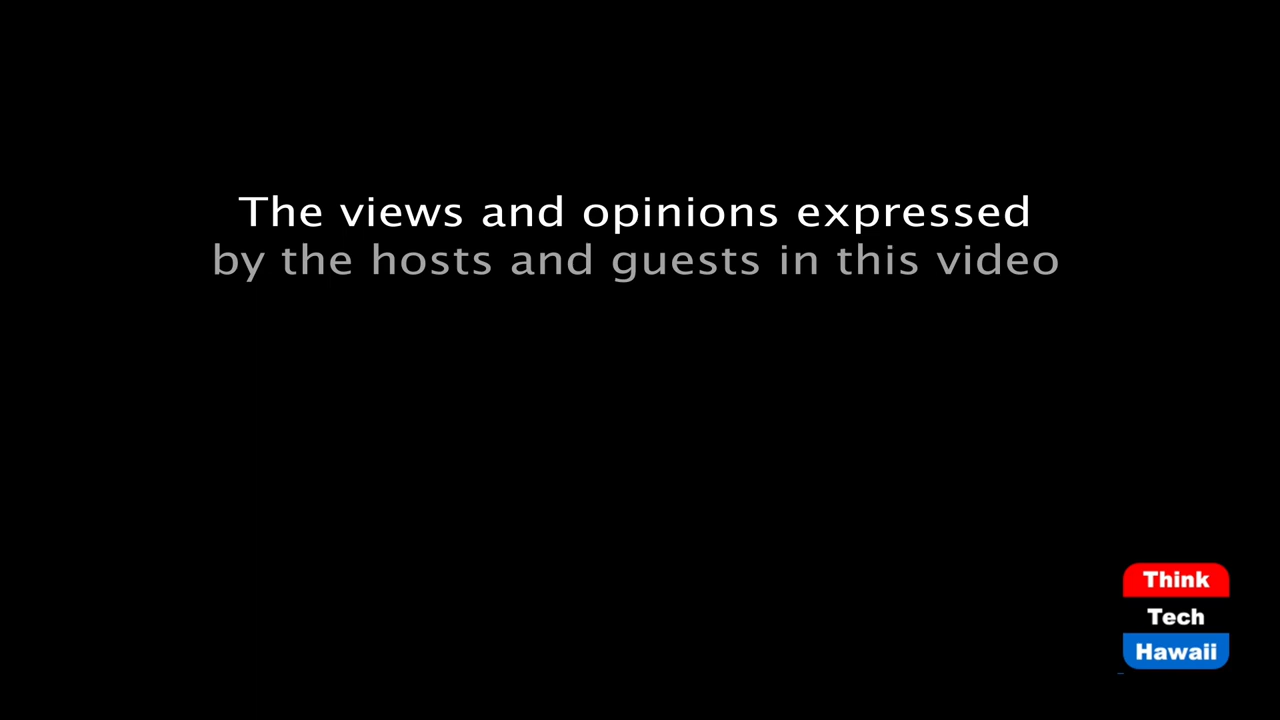 The views and opinions expressed
by the hosts and guests in this video
Think
Tech
Hawaii